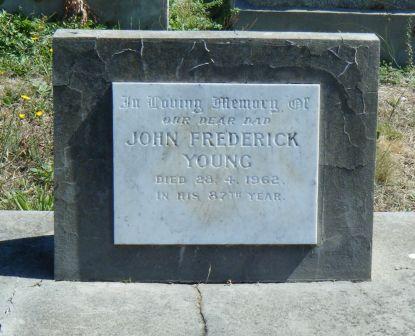 In Loving Memory Of
OUR DEAR DAD
JOHN FREDERICK
YOUNG
DIED 28. 4. 1962.
IN HIS 87TH YEAR.